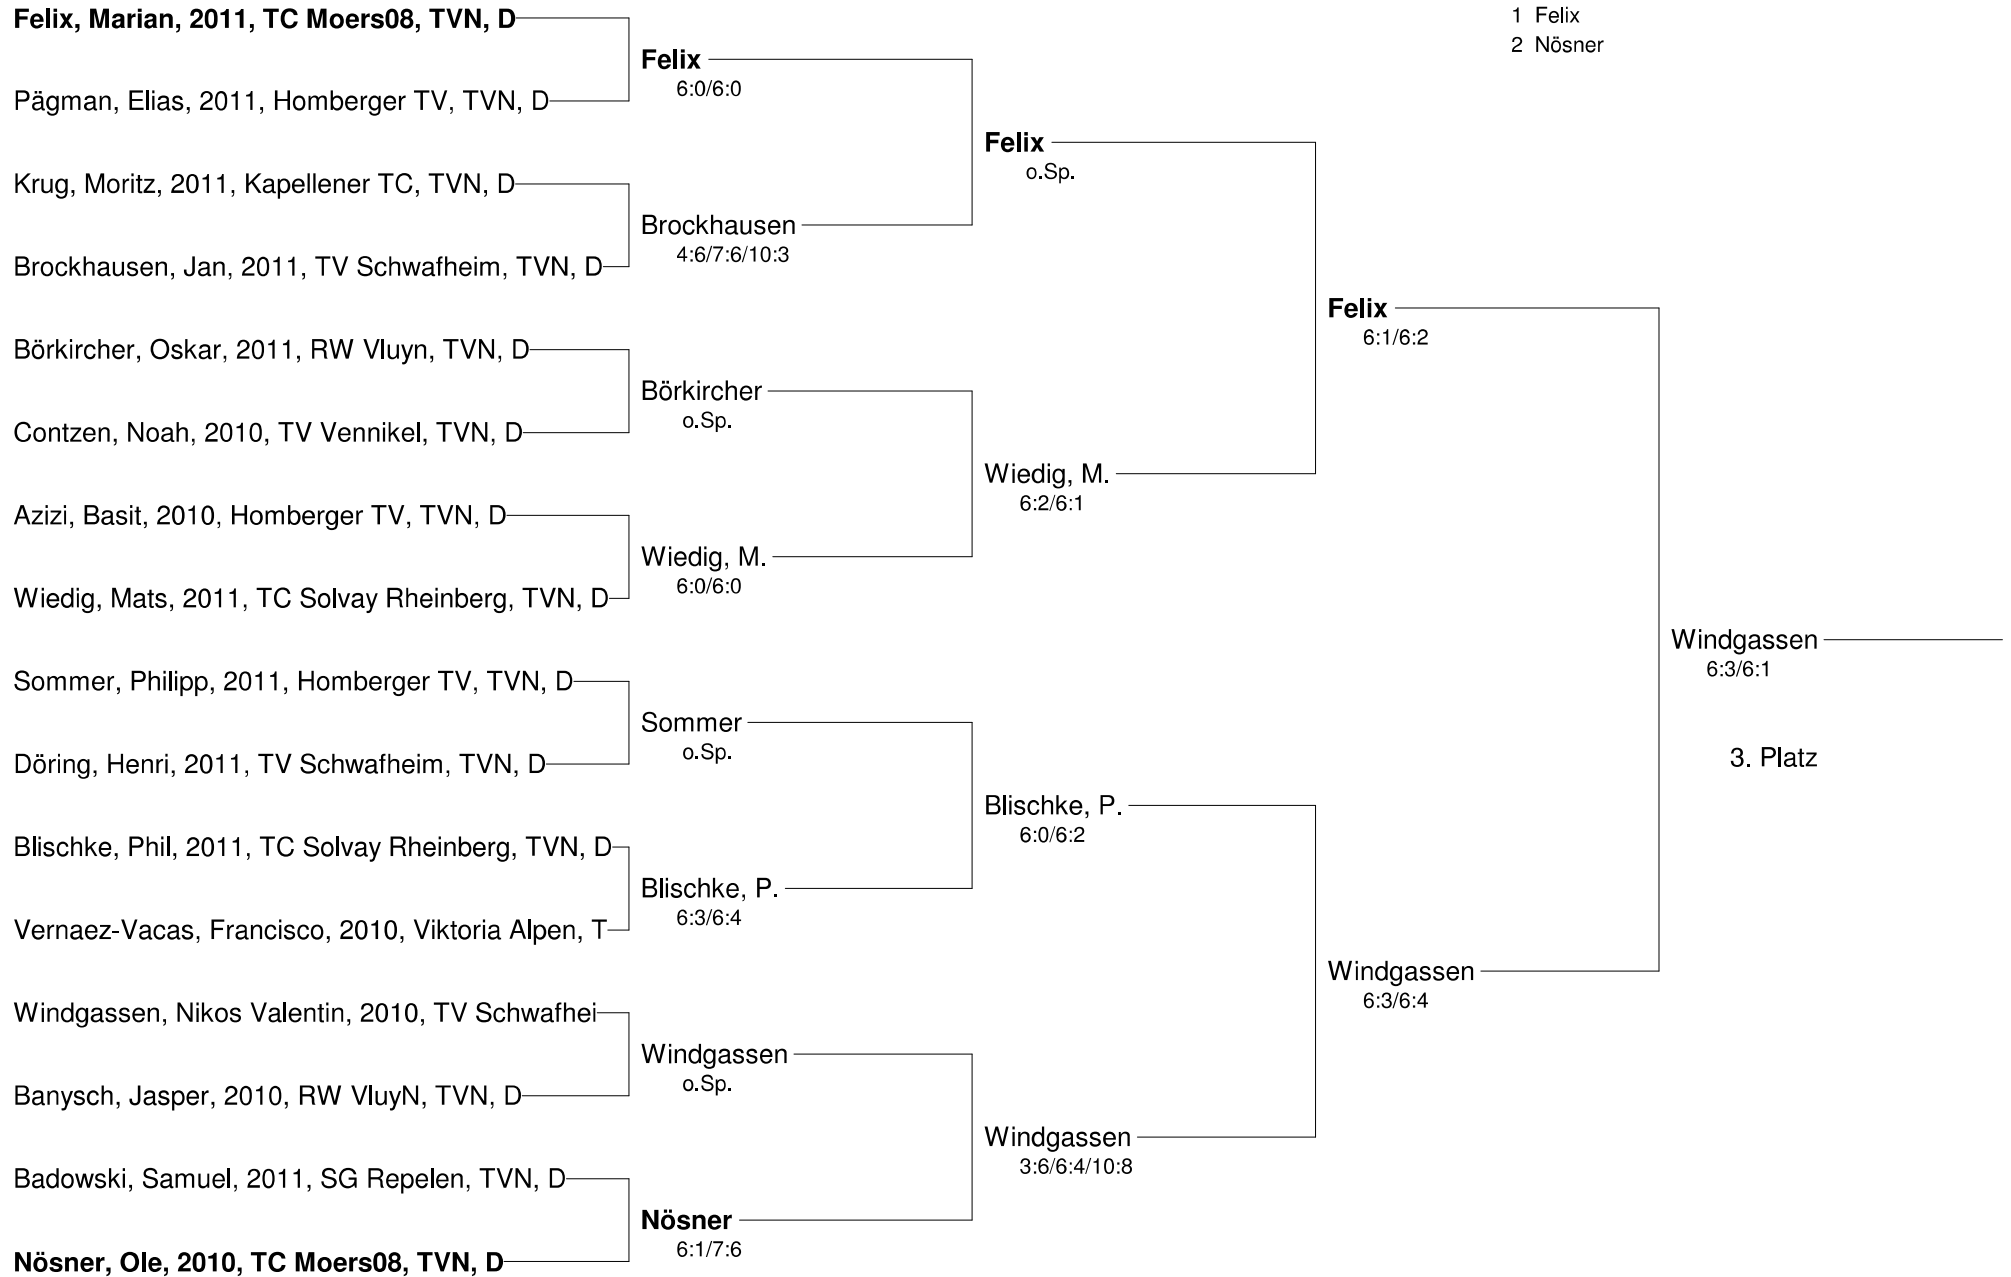 Felix, Marian, 2011, TC Moers08, TVN, D
Pägman, Elias, 2011, Homberger TV, TVN, D
Krug, Moritz, 2011, Kapellener TC, TVN, D
Brockhausen, Jan, 2011, TV Schwafheim, TVN, D
Börkircher, Oskar, 2011, RW Vluyn, TVN, D
Contzen, Noah, 2010, TV Vennikel, TVN, D
Azizi, Basit, 2010, Homberger TV, TVN, D
Wiedig, Mats, 2011, TC Solvay Rheinberg, TVN, D
Sommer, Philipp, 2011, Homberger TV, TVN, D
Döring, Henri, 2011, TV Schwafheim, TVN, D
Blischke, Phil, 2011, TC Solvay Rheinberg, TVN, D
Vernaez-Vacas, Francisco, 2010, Viktoria Alpen, T
Windgassen, Nikos Valentin, 2010, TV Schwafhei
Banysch, Jasper, 2010, RW VluyN, TVN, D
Badowski, Samuel, 2011, SG Repelen, TVN, D
Nösner, Ole, 2010, TC Moers08, TVN, D
Felix
6:0/6:0
Brockhausen
4:6/7:6/10:3
Börkircher
o.Sp.
Wiedig, M.
6:0/6:0
Sommer
o.Sp.
Blischke, P.
6:3/6:4
Windgassen
o.Sp.
Nösner
6:1/7:6
Felix
o.Sp.
Wiedig, M.
6:2/6:1
Blischke, P.
6:0/6:2
Windgassen
3:6/6:4/10:8
Felix
6:1/6:2
Windgassen
6:3/6:4
Windgassen
6:3/6:1
3. Platz
1 Felix
2 Nösner